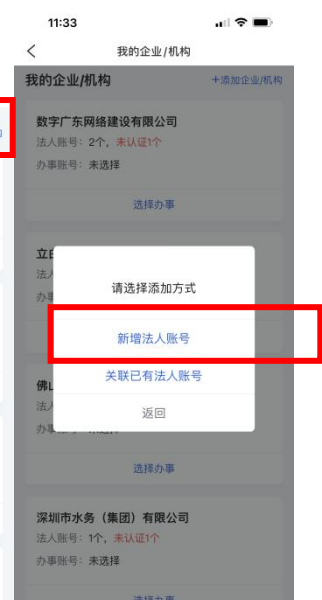 11:33
我的企业/机构
我的企业/机构 +添加企业/机构
数字广东网络建设有限公司
法人账号：2个，未认证1个
办事账号：未选择
选择办事
立白
法人
办事
请选择添加方式
新增法人账号
关联已有法人账号
返回
佛山
法人
办事账号：未选择
选择办事
深圳市水务（集团）有限公司
法人账号：1个，未认证1个
办事账号：未选择
选择办事